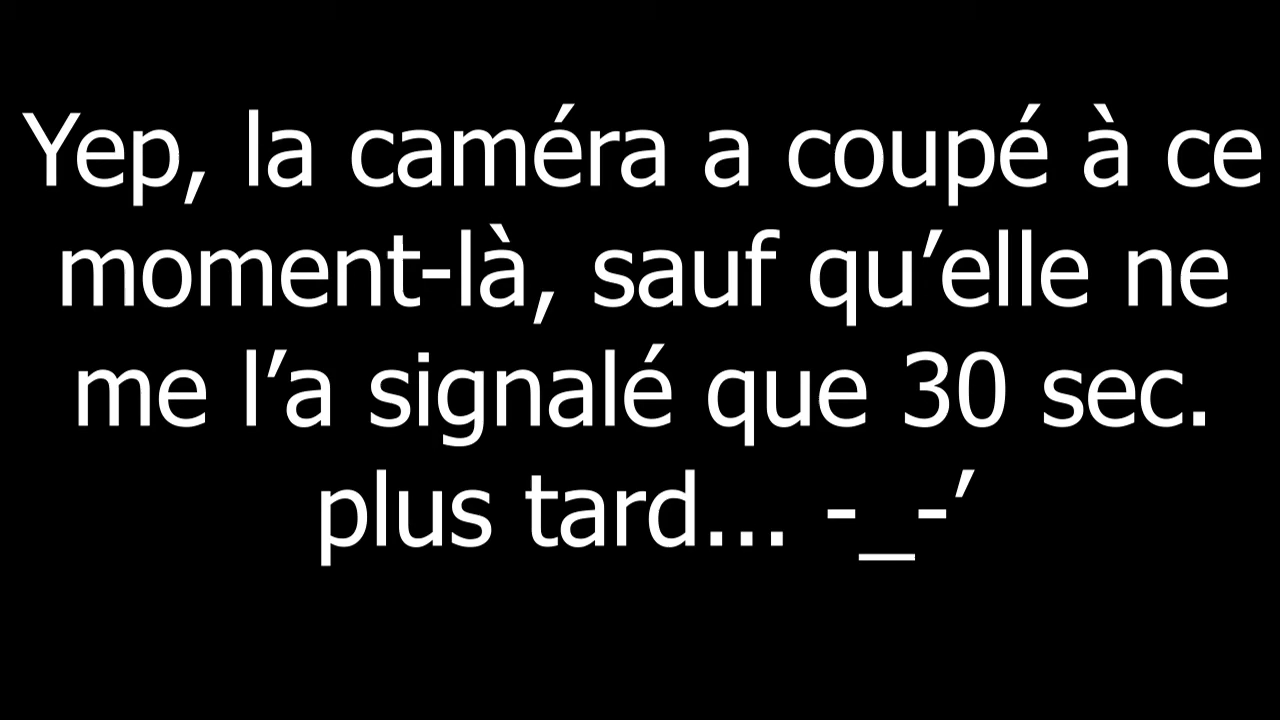 Yep, la caméra a coupé à ce
moment-là, sauf qu’elle ne
me l’a signalé que 30 sec.
plus tard... -_-’